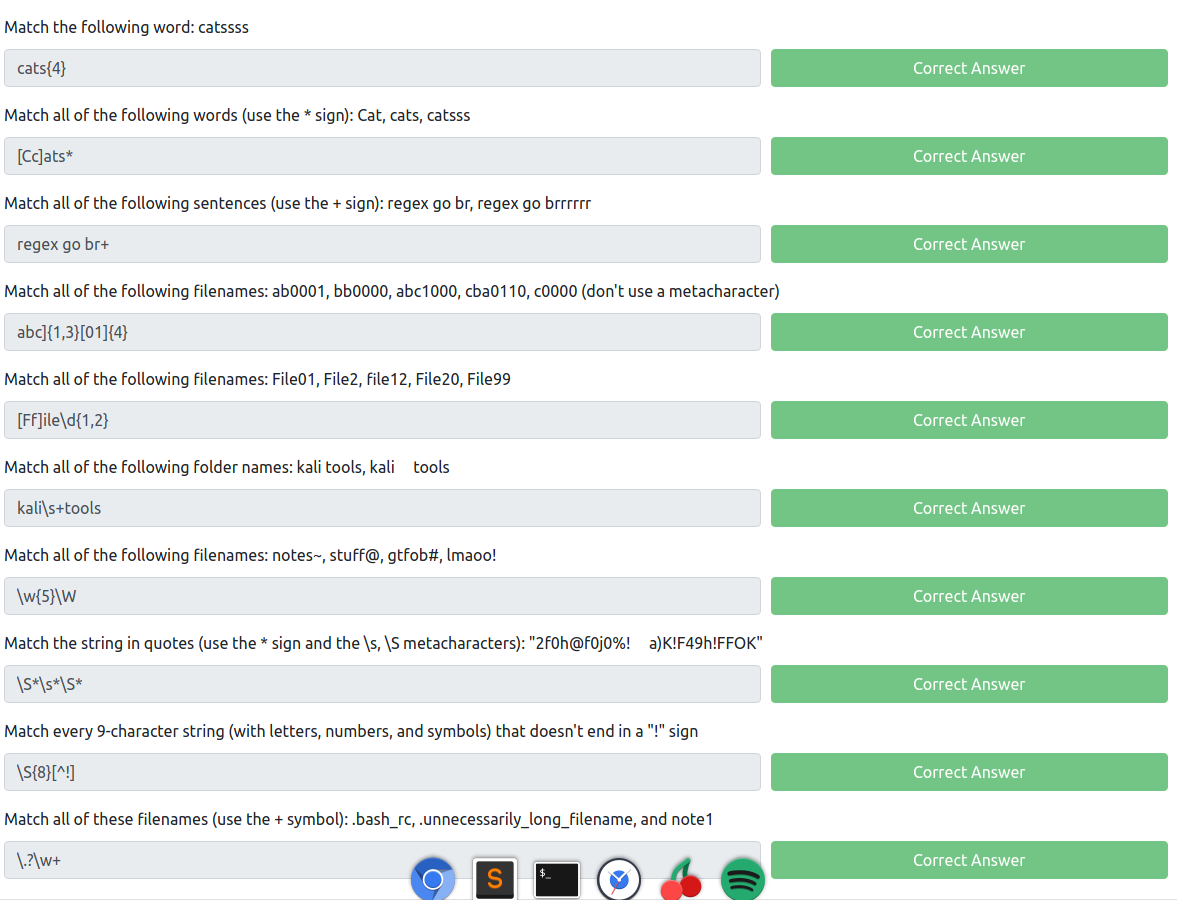 Match the following word: catssss
cats{4}
Correct Answer
Match all of the following words (use the * sign): Cat, cats, catsss
[Cc]ats*
Correct Answer
Match all of the following sentences (use the + sign): regex go br, regex go brrrrrr
regex go br+
Correct Answer
Match all of the following filenames: ab0001, bb0000, abc1000, cba0110, c0000 (don't use a metacharacter)
abc]{1,3}[01]{4}
Correct Answer
Match all of the following filenames: File01, File2, file12, File20, File99
[Ff]ile\d{1,2}
Correct Answer
Match all of the following folder names: kali tools, kali    tools
kali\s+tools
Correct Answer
Match all of the following filenames: notes~, stuff@, gtfob#, lmaoo!
\w{5}\W
Correct Answer
Match the string in quotes (use the * sign and the \s, \S metacharacters): "2f0h@f0j0%!    a)K!F49h!FFOK"
\S*\s*\S*
Correct Answer
Match every 9-character string (with letters, numbers, and symbols) that doesn't end in a "!" sign
\S{8}[^!]
Correct Answer
Match all of these filenames (use the + symbol): .bash_rc, .unnecessarily_long_filename, and note1
\.?\w+
Correct Answer
S
$_